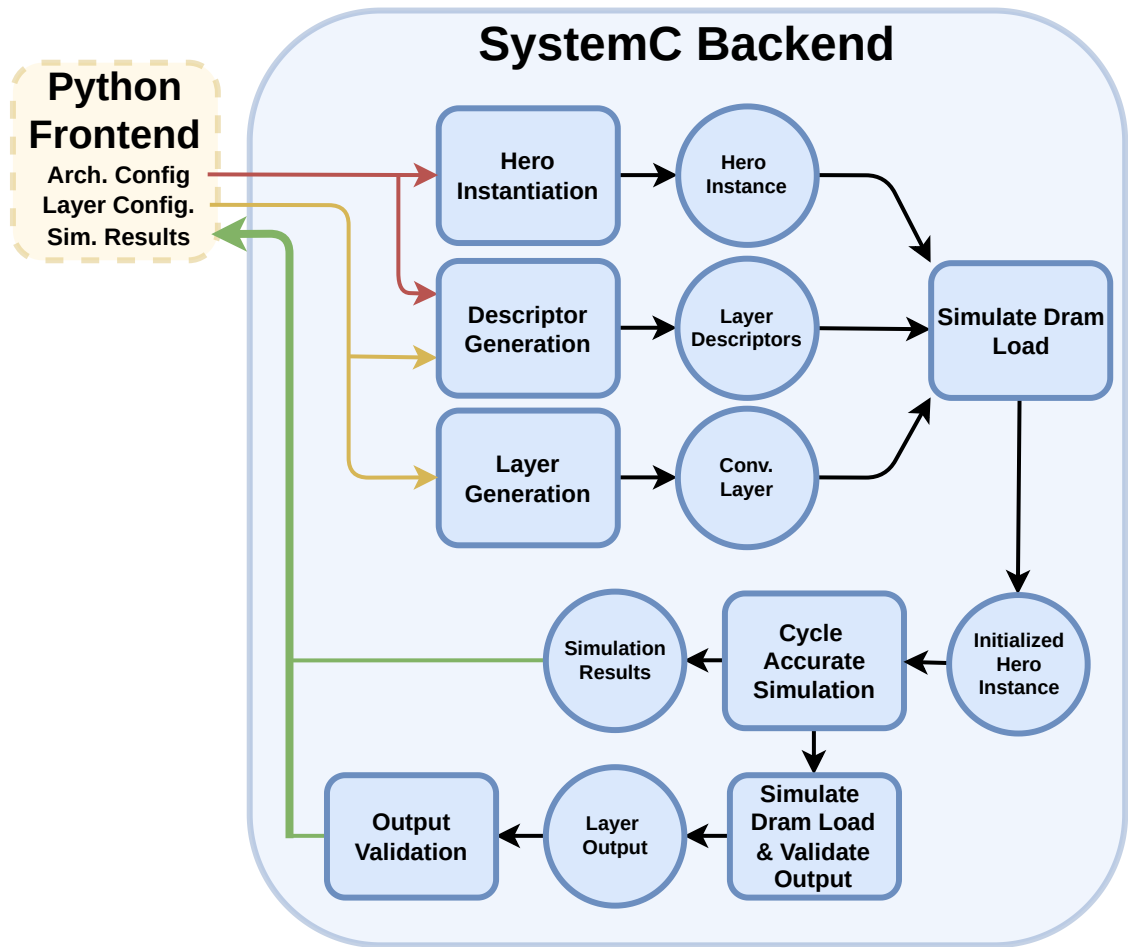 SystemC Backend
Python
Frontend
Arch. Config
Layer Config.
Sim. Results
Hero
Instantiation
Hero
Instance
Descriptor
Generation
Layer
Descriptors
Simulate Dram
Load
Layer
Generation
Conv.
Layer
Simulation
Results
Cycle
Accurate
Simulation
Initialized
Hero
Instance
Output
Validation
Layer
Output
Simulate
Dram Load
& Validate
Output